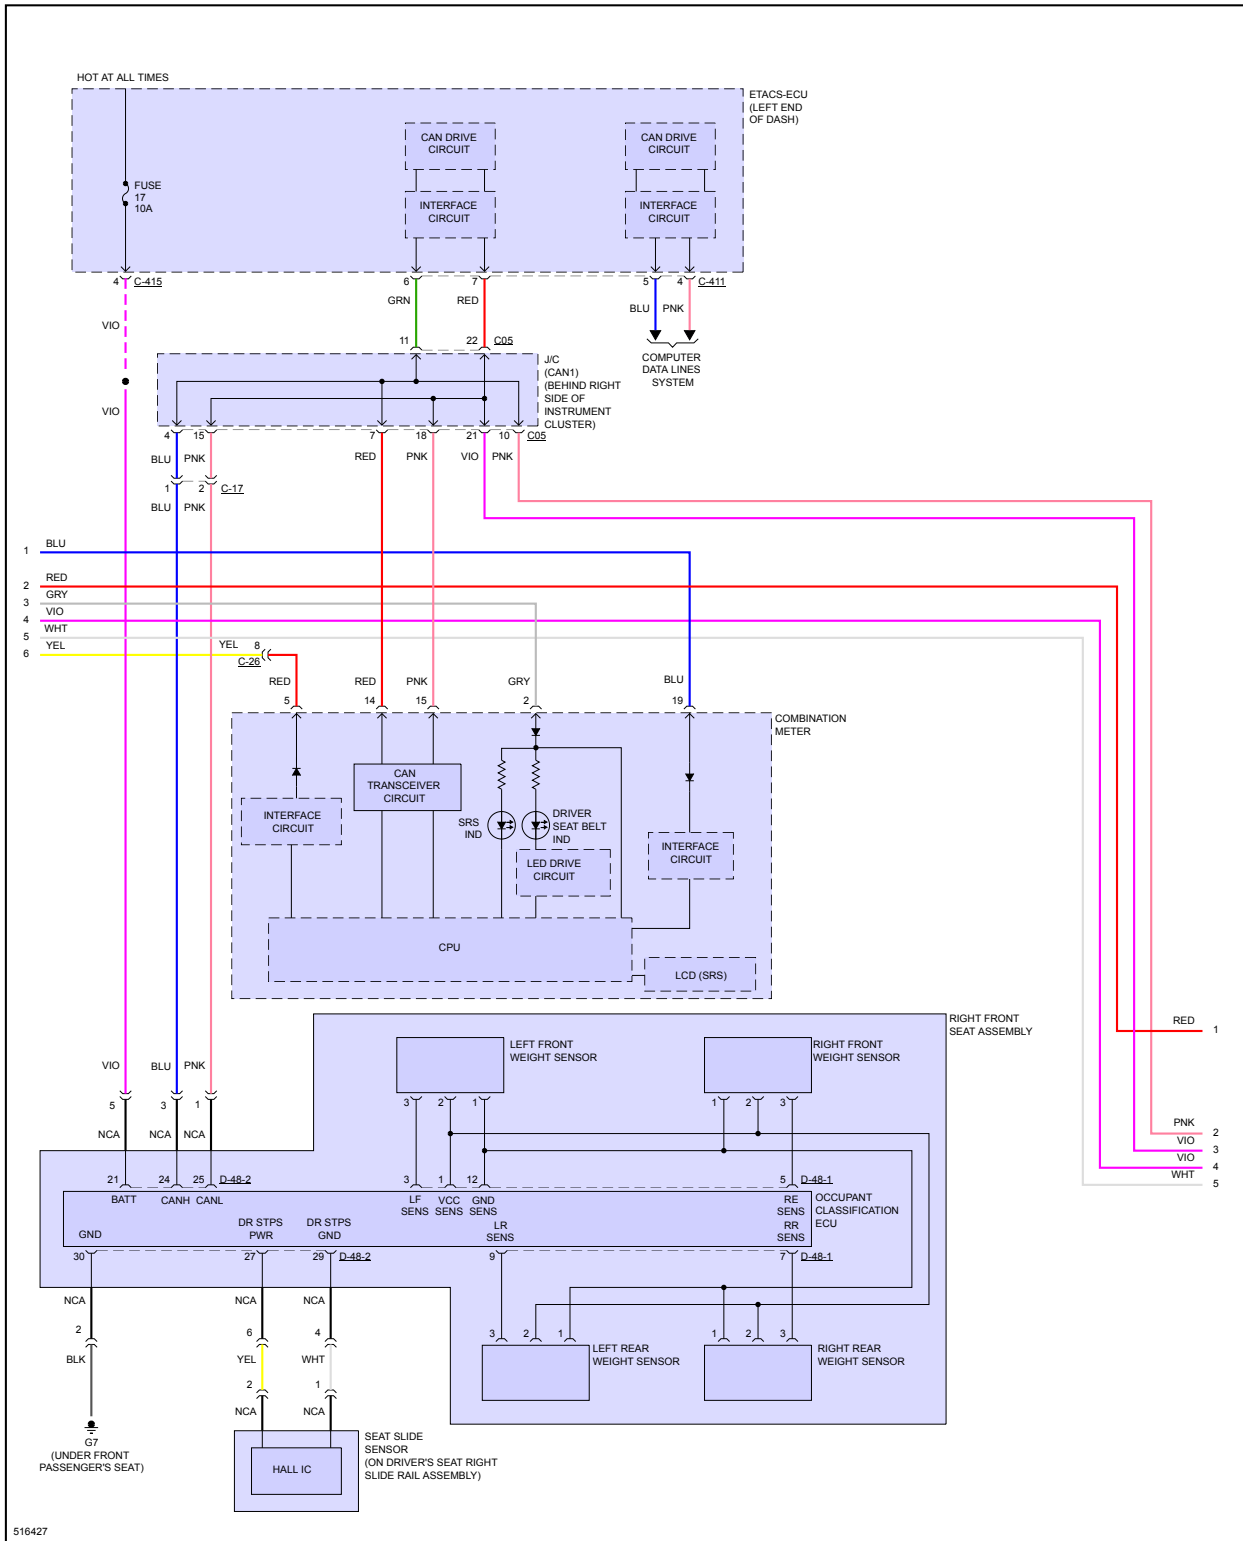 HOT AT ALL TIMES
ETACS-ECU
(LEFT END
OF DASH)
CAN DRIVE
CIRCUIT
CAN DRIVE
CIRCUIT
FUSE
17
10A
INTERFACE
CIRCUIT
INTERFACE
CIRCUIT
4 C-415
6 7
5 4 C-411
GRN RED
BLU PNK
VIO
11 22 C05
COMPUTER
DATA LINES
SYSTEM
J/C
(CAN1)
(BEHIND RIGHT
SIDE OF
INSTRUMENT
CLUSTER)
VIO
4 15 7 18 21 10 C05
BLU PNK RED PNK VIO PNK
1 2 C-17
BLU PNK
1 BLU
2 RED
3 GRY
4 VIO
5 WHT
6 YEL
YEL 8
C-26
RED RED PNK GRY BLU
5 14 15 2 19
COMBINATION
METER
CAN
TRANSCEIVER
CIRCUIT
INTERFACE
CIRCUIT
SRS
IND
DRIVER
SEAT BELT
IND
LED DRIVE
CIRCUIT
INTERFACE
CIRCUIT
CPU
LCD (SRS)
RIGHT FRONT
SEAT ASSEMBLY
RED 1
LEFT FRONT
WEIGHT SENSOR
RIGHT FRONT
WEIGHT SENSOR
VIO BLU PNK
5 3 1
3 2 1
1 2 3
NCA NCA NCA
PNK 2
VIO 3
VIO 4
WHT 5
21 24 25 D-48-2
3 1 12
5 D-48-1
BATT CANH CANL
LF
SENS
VCC
SENS
GND
SENS
RE
SENS
OCCUPANT
CLASSIFICATION
ECU
GND
DR STPS
PWR
DR STPS
GND
LR
SENS
RR
SENS
30 27 29 D-48-2
9 7 D-48-1
NCA NCA NCA
2 6 4
BLK YEL WHT
2 1
NCA NCA
3 2 1
LEFT REAR
WEIGHT SENSOR
1 2 3
RIGHT REAR
WEIGHT SENSOR
G7
(UNDER FRONT
PASSENGER'S SEAT)
SEAT SLIDE
SENSOR
(ON DRIVER'S SEAT RIGHT
SLIDE RAIL ASSEMBLY)
HALL IC
516427